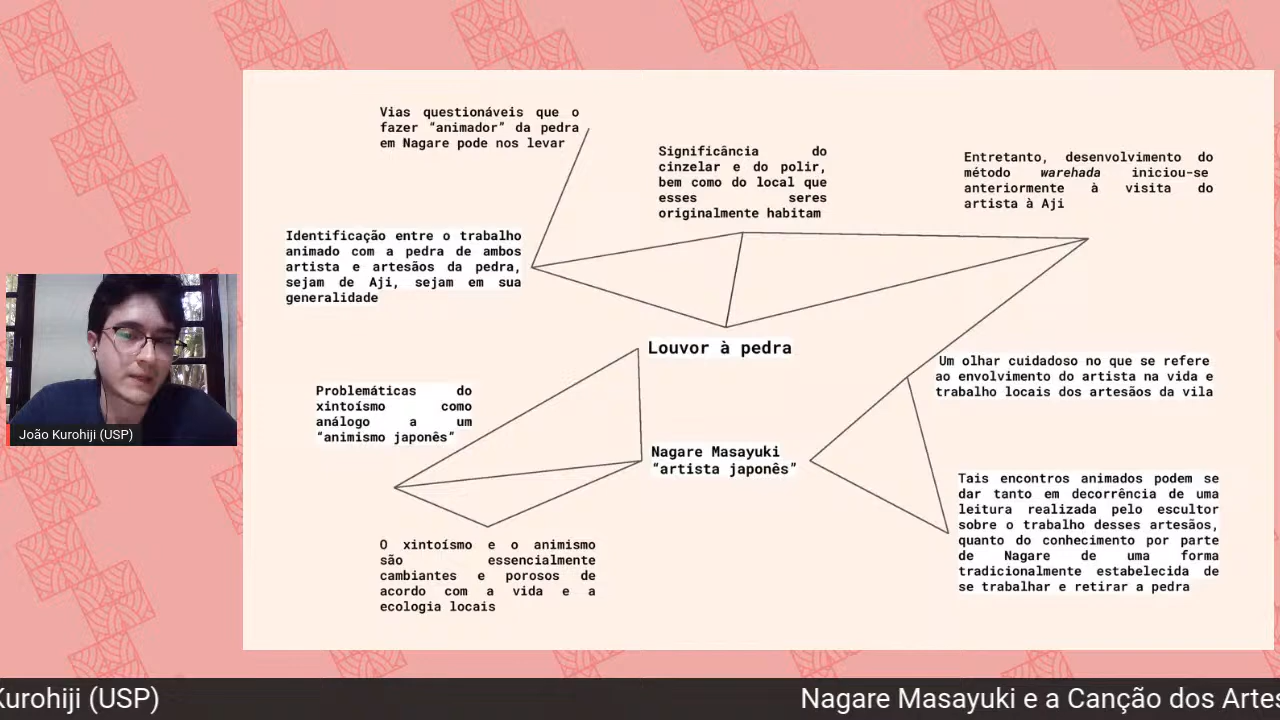 Vias questionáveis que o
fazer “animador” da pedra
em Nagare pode nos levar
Significância do
cinzelar e do polir,
bem como do local que
esses seres
originalmente habitam
Entretanto, desenvolvimento do
método warehada iniciou-se
anteriormente à visita do
artista à Aji
Identificação entre o trabalho
animado com a pedra de ambos
artista e artesãos da pedra,
sejam de Aji, sejam em sua
generalidade
Louvor à pedra
Um olhar cuidadoso no que se refere
ao envolvimento do artista na vida e
trabalho locais dos artesãos da vila
Problemáticas do
xintoísmo como
análogo a um
“animismo japonês”
Nagare Masayuki
“artista japonês”
Tais encontros animados podem se
dar tanto em decorrência de uma
leitura realizada pelo escultor
sobre o trabalho desses artesãos,
quanto do conhecimento por parte
de Nagare de uma forma
tradicionalmente estabelecida de
se trabalhar e retirar a pedra
O xintoísmo e o animismo
são essencialmente
cambiantes e porosos de
acordo com a vida e a
ecologia locais
João Kurohiji (USP)
Kurohiji (USP) Nagare Masayuki e a Canção dos Artes